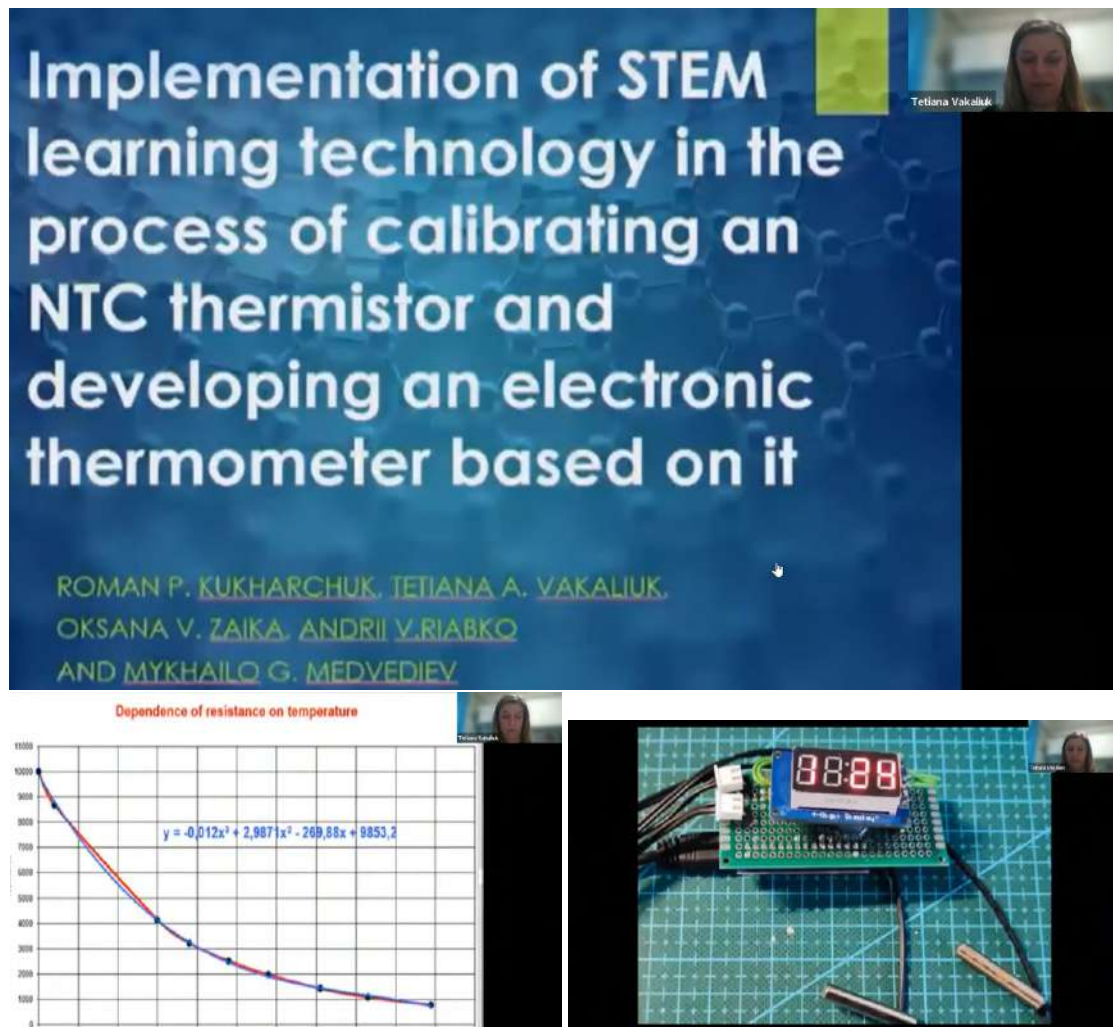 Implementation of STEM
learning technology in the
process of calibrating an
NTC thermistor and
developing an electronic
thermometer based on it
Tetiana Vakaliuk
ROMAN P. KUKHARCHUK, TETIANA A. VAKALIUK,
OKSANA V. ZAIKA, ANDRII V.RIABKO
AND MYKHAILO G. MEDVEDIEV
Dependence of resistance on temperature
11000
10000
9000
8000
7000
6000
5000
4000
3000
2000
1000
0
y = -0,012x³ + 2,9871x² - 269,88x + 9853,2